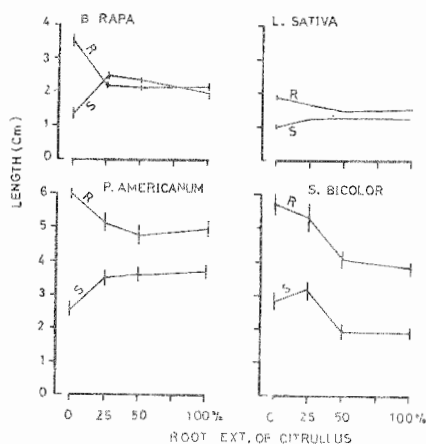 B RAPA
L. SATIVA
4
3
2
1
0
R
S
R
S
LENGTH (Cm)
P. AMERICANUM
S. BICOLOR
6
5
4
3
2
1
0
R
S
R
S
0 25 50 100%
C 25 50 100%
ROOT EXT. OF CITRULLUS